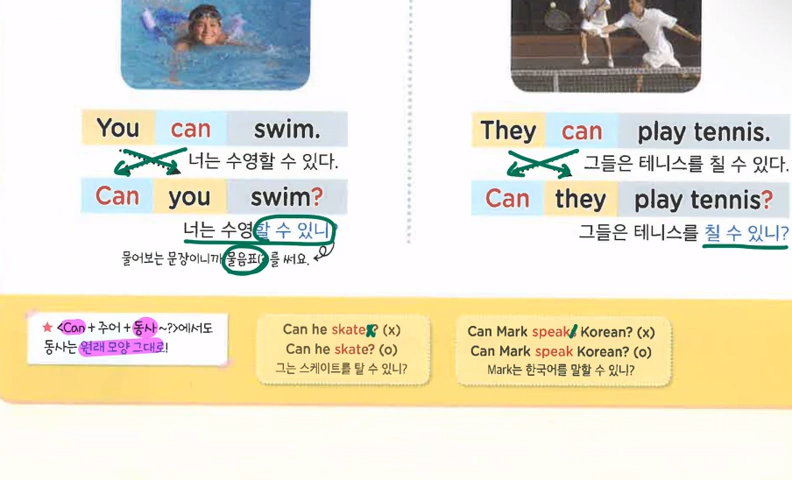 You can swim.
너는 수영할 수 있다.
Can you swim?
너는 수영할 수 있니?
물어보는 문장이니까 물음표(?)를 써요.
They can play tennis.
그들은 테니스를 칠 수 있다.
Can they play tennis?
그들은 테니스를 칠 수 있니?
★ <Can + 주어 + 동사 ~?>에서도
동사는 원래 모양 그대로!
Can he skates? (x)
Can he skate? (o)
그는 스케이트를 탈 수 있니?
Can Mark speaks Korean? (x)
Can Mark speak Korean? (o)
Mark는 한국어를 말할 수 있니?